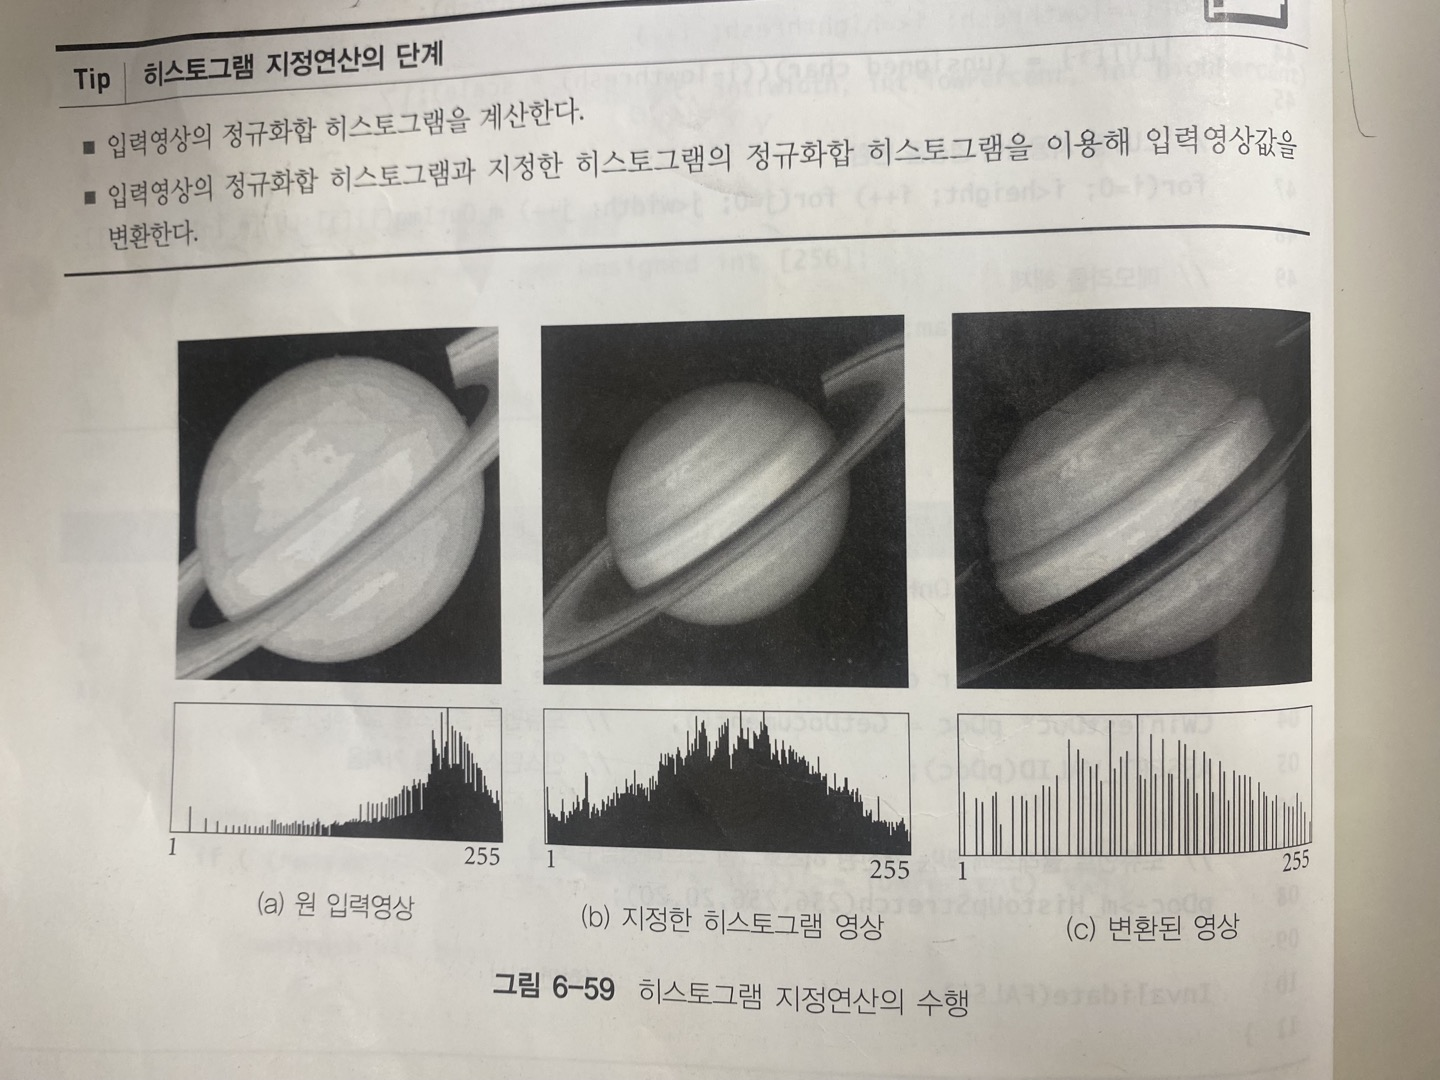 Tip 히스토그램 지정연산의 단계
■ 입력영상의 정규화합 히스토그램을 계산한다.
■ 입력영상의 정규화합 히스토그램과 지정한 히스토그램의 정규화합 히스토그램을 이용해 입력영상값을
변환한다.
1 255 1 255 1 255
(a) 원 입력영상 (b) 지정한 히스토그램 영상 (c) 변환된 영상
그림 6-59 히스토그램 지정연산의 수행